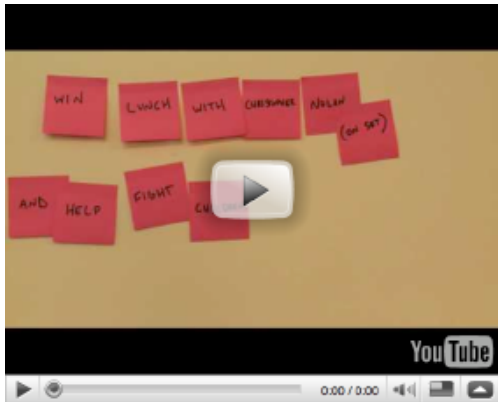 WIN LUNCH WITH CHRISTOPHER NOLAN
(ON SET)
AND HELP FIGHT
YouTube
0:00 / 0:00